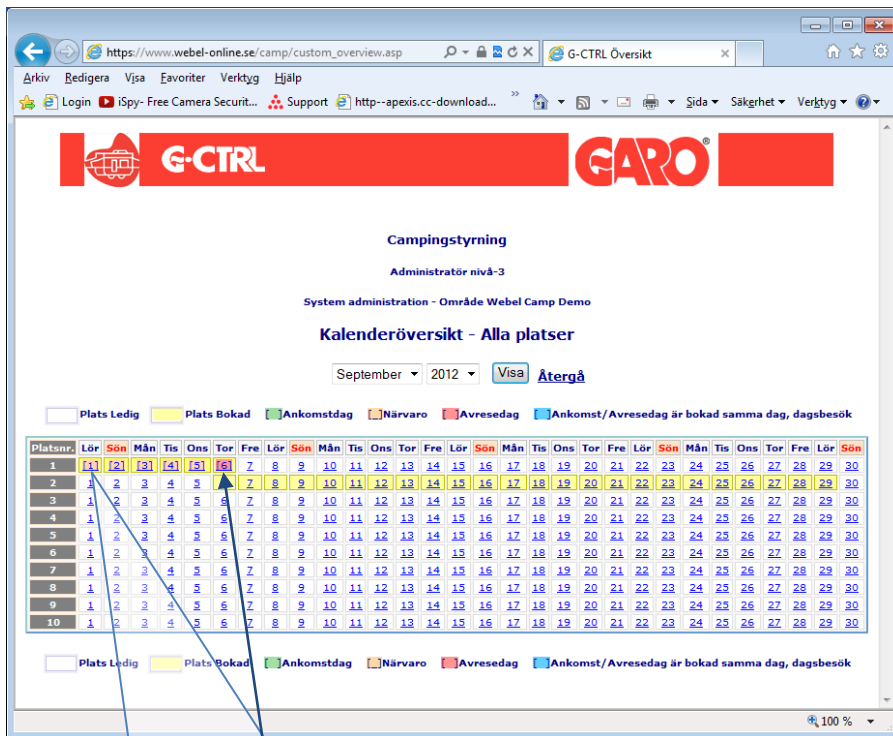 https://www.webel-online.se/camp/custom_overview.asp G-CTRL Översikt
Arkiv Redigera Visa Favoriter Verktyg Hjälp
Login iSpy- Free Camera Securit... Support http--apexis.cc-download... » Sida Säkerhet Verktyg
G-CTRL GARO®
Campingstyrning
Administratör nivå-3
System administration - Område Webel Camp Demo
Kalenderöversikt - Alla platser
September 2012 Visa Återgå
Plats Ledig Plats Bokad [ ]Ankomstdag [ ]Närvaro [ ]Avresedag [ ]Ankomst/Avresedag är bokad samma dag, dagsbesök
Platsnr. Lör Sön Mån Tis Ons Tor Fre Lör Sön Mån Tis Ons Tor Fre Lör Sön Mån Tis Ons Tor Fre Lör Sön Mån Tis Ons Tor Fre Lör Sön
1 [1] [2] [3] [4] [5] [6] 7 8 9 10 11 12 13 14 15 16 17 18 19 20 21 22 23 24 25 26 27 28 29 30
2 1 2 3 4 5 6 7 8 9 10 11 12 13 14 15 16 17 18 19 20 21 22 23 24 25 26 27 28 29 30
3 1 2 3 4 5 6 7 8 9 10 11 12 13 14 15 16 17 18 19 20 21 22 23 24 25 26 27 28 29 30
4 1 2 3 4 5 6 7 8 9 10 11 12 13 14 15 16 17 18 19 20 21 22 23 24 25 26 27 28 29 30
5 1 2 3 4 5 6 7 8 9 10 11 12 13 14 15 16 17 18 19 20 21 22 23 24 25 26 27 28 29 30
6 1 2 3 4 5 6 7 8 9 10 11 12 13 14 15 16 17 18 19 20 21 22 23 24 25 26 27 28 29 30
7 1 2 3 4 5 6 7 8 9 10 11 12 13 14 15 16 17 18 19 20 21 22 23 24 25 26 27 28 29 30
8 1 2 3 4 5 6 7 8 9 10 11 12 13 14 15 16 17 18 19 20 21 22 23 24 25 26 27 28 29 30
9 1 2 3 4 5 6 7 8 9 10 11 12 13 14 15 16 17 18 19 20 21 22 23 24 25 26 27 28 29 30
10 1 2 3 4 5 6 7 8 9 10 11 12 13 14 15 16 17 18 19 20 21 22 23 24 25 26 27 28 29 30
Plats Ledig Plats Bokad [ ]Ankomstdag [ ]Närvaro [ ]Avresedag [ ]Ankomst/Avresedag är bokad samma dag, dagsbesök
100 %